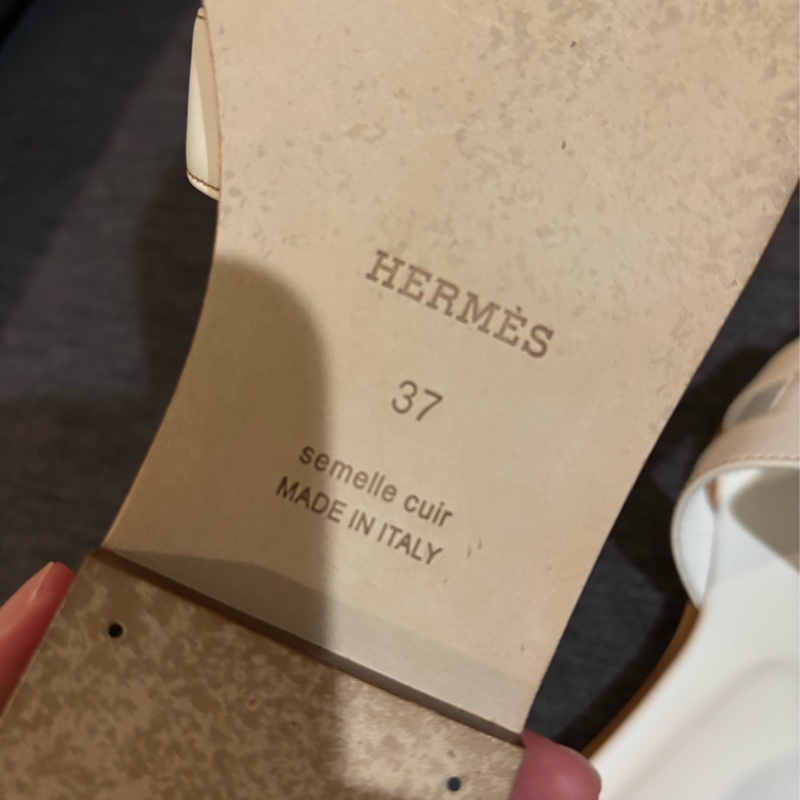 HERMÈS
37
semelle cuir
MADE IN ITALY